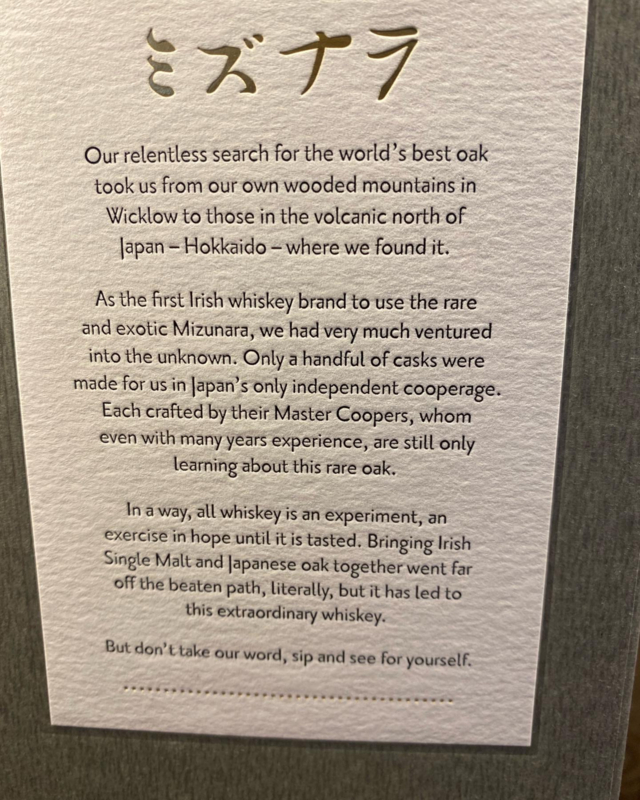 ミズナラ
Our relentless search for the world's best oak
took us from our own wooded mountains in
Wicklow to those in the volcanic north of
Japan – Hokkaido – where we found it.
As the first Irish whiskey brand to use the rare
and exotic Mizunara, we had very much ventured
into the unknown. Only a handful of casks were
made for us in Japan's only independent cooperage.
Each crafted by their Master Coopers, whom
even with many years experience, are still only
learning about this rare oak.
In a way, all whiskey is an experiment, an
exercise in hope until it is tasted. Bringing Irish
Single Malt and Japanese oak together went far
off the beaten path, literally, but it has led to
this extraordinary whiskey.
But don't take our word, sip and see for yourself.